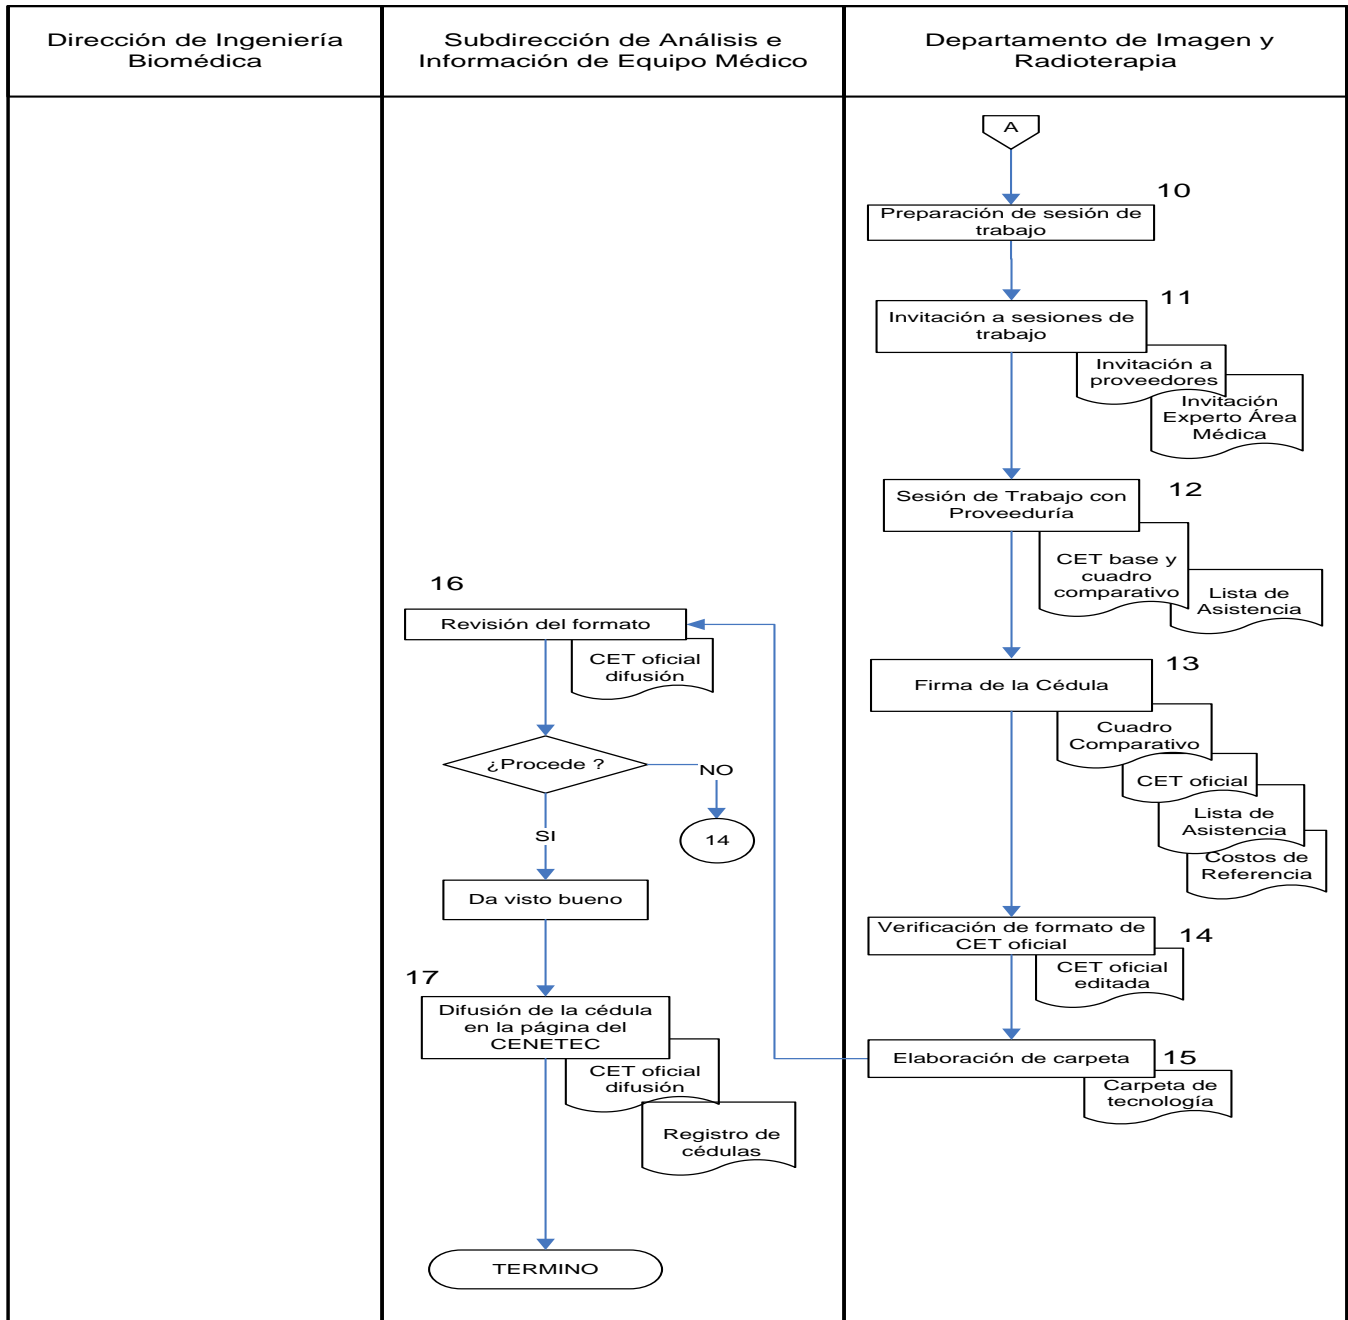 Dirección de Ingeniería
Biomédica
Subdirección de Análisis e
Información de Equipo Médico
Departamento de Imagen y
Radioterapia
A
10
Preparación de sesión de
trabajo
11
Invitación a sesiones de
trabajo
Invitación a
proveedores
Invitación
Experto Área
Médica
12
Sesión de Trabajo con
Proveeduría
CET base y
cuadro
comparativo
Lista de
Asistencia
13
Firma de la Cédula
Cuadro
Comparativo
CET oficial
Lista de
Asistencia
Costos de
Referencia
14
Verificación de formato de
CET oficial
CET oficial
editada
15
Elaboración de carpeta
Carpeta de
tecnología
16
Revisión del formato
CET oficial
difusión
¿Procede ?
NO
14
SI
Da visto bueno
17
Difusión de la cédula
en la página del
CENETEC
CET oficial
difusión
Registro de
cédulas
TERMINO